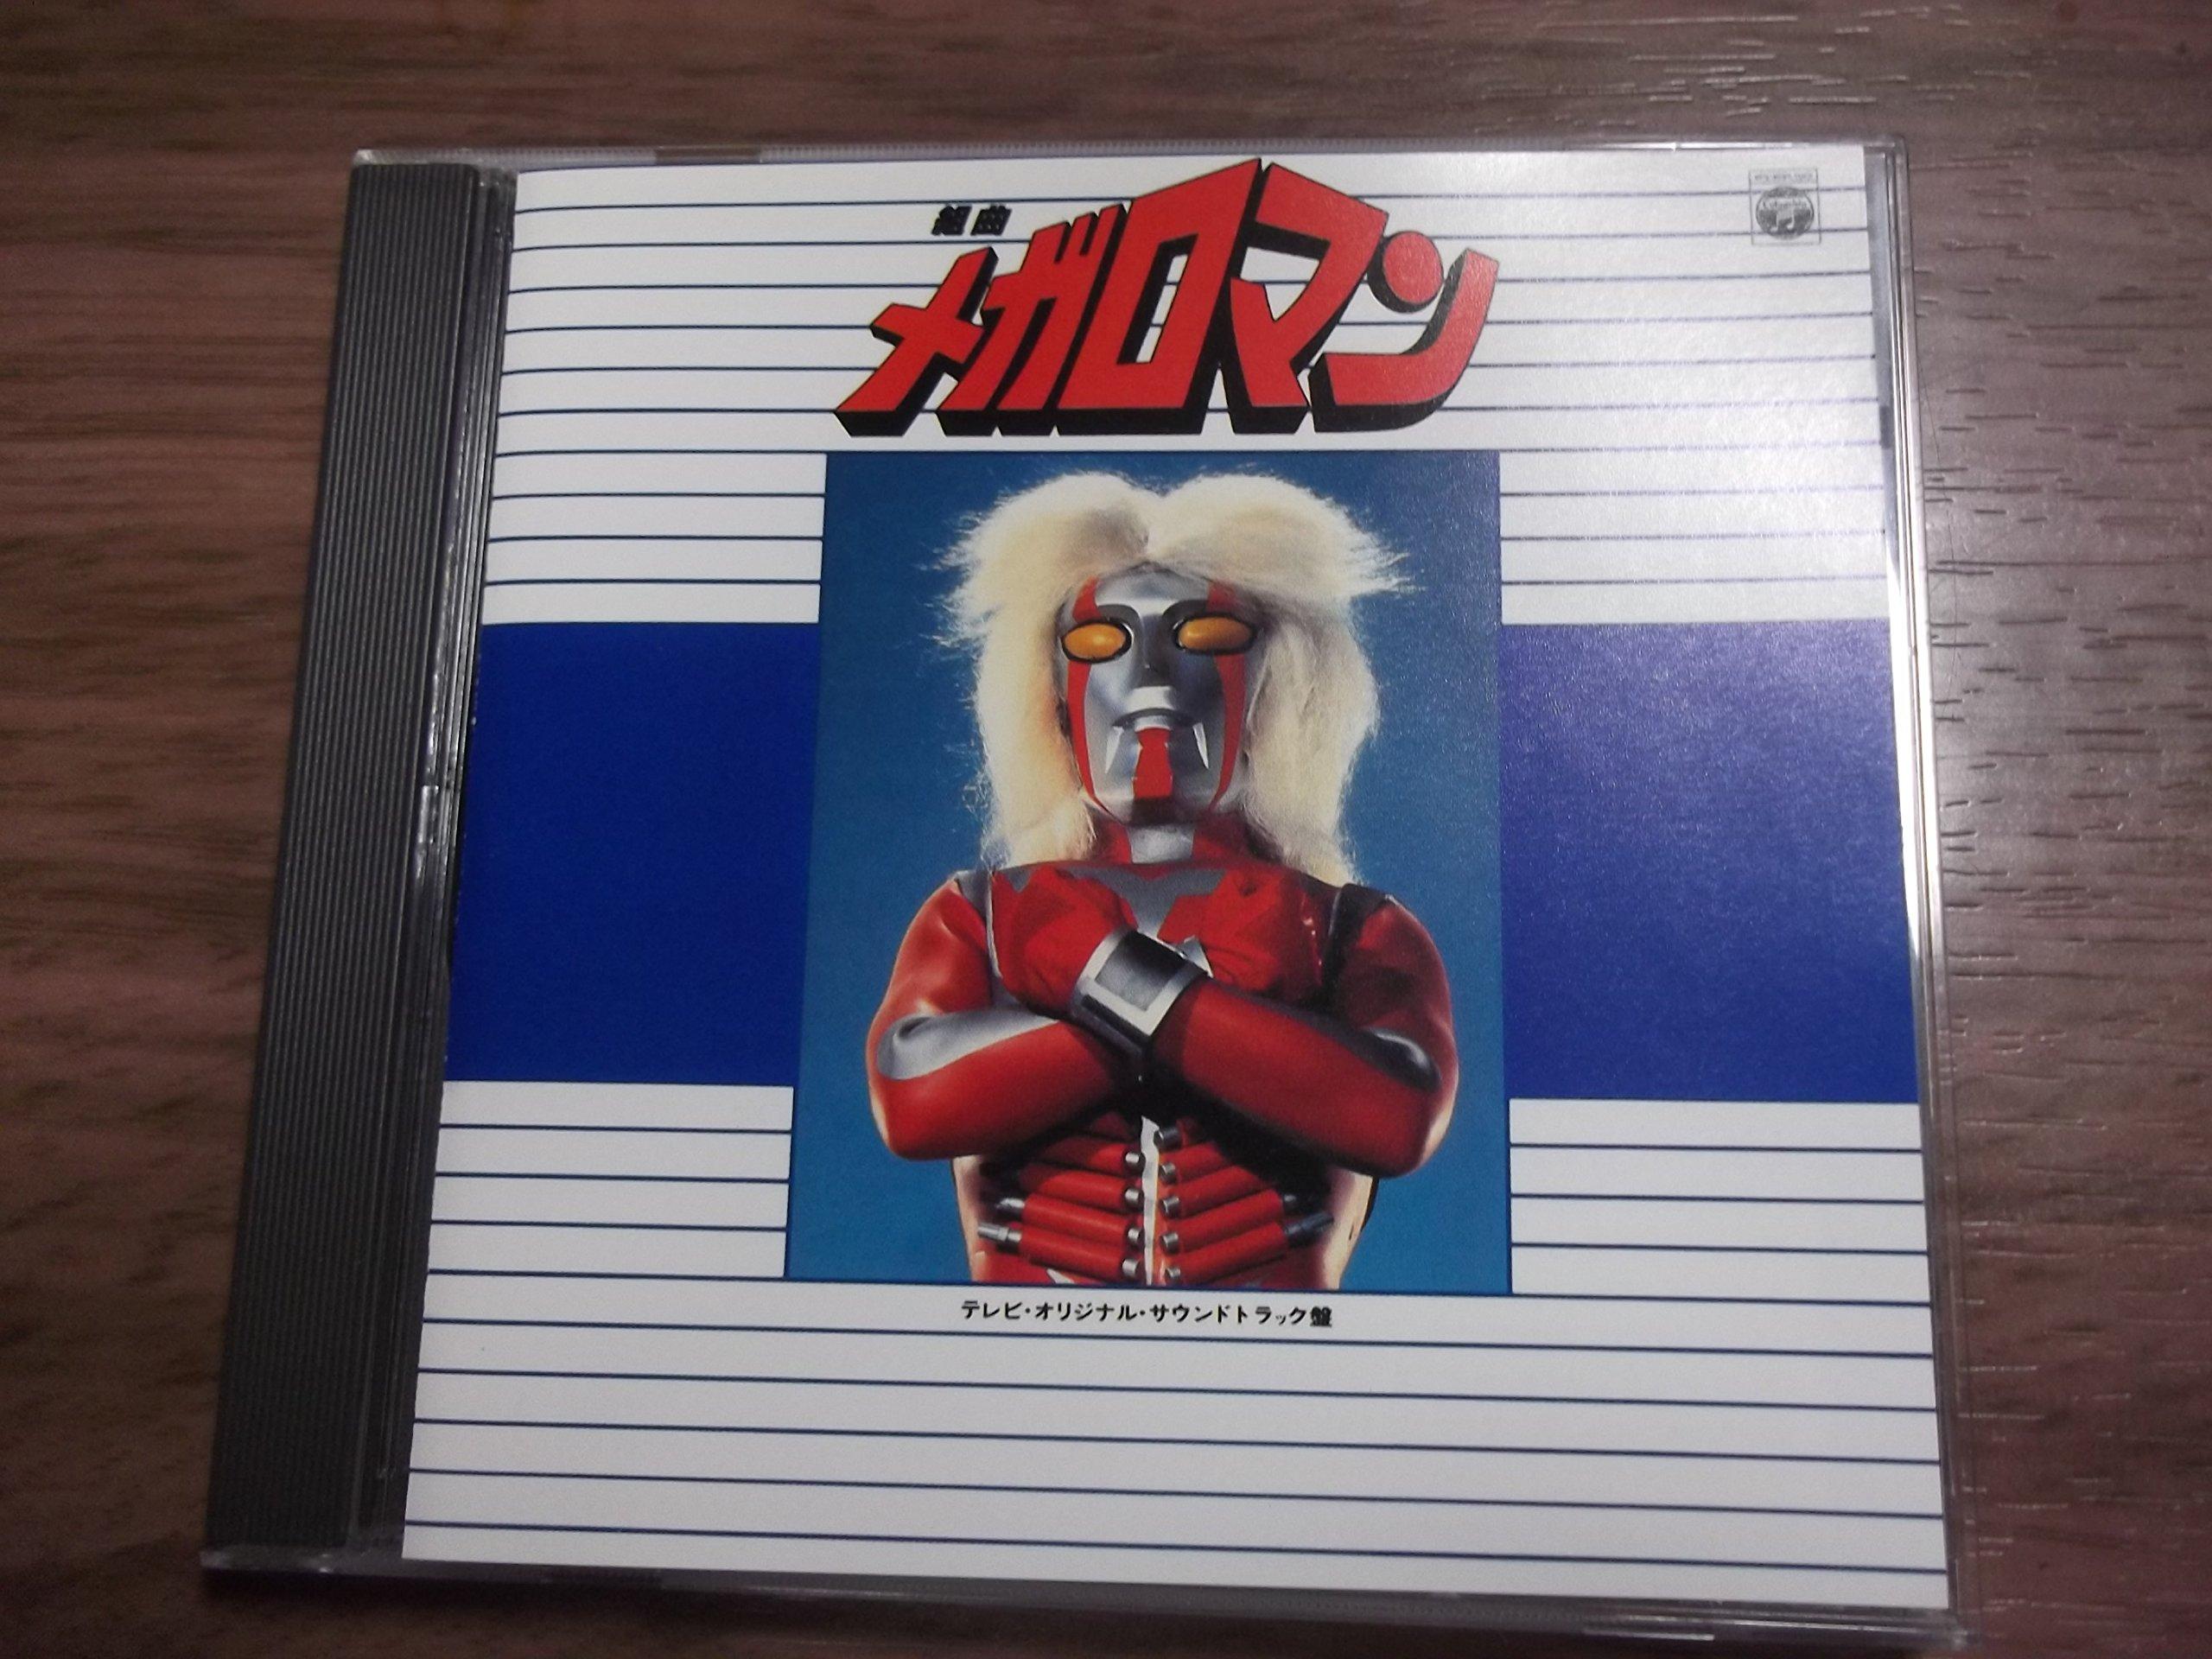 組曲
メガロマン
Columbia
テレビ・オリジナル・サウンドトラック盤